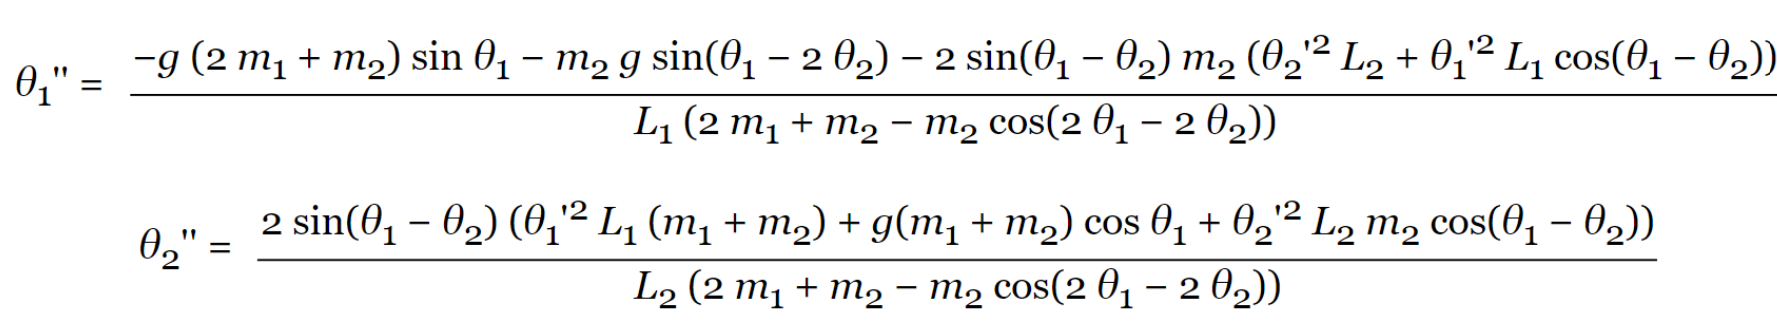 θ₁'' = −g (2 m₁ + m₂) sin θ₁ − m₂ g sin(θ₁ − 2 θ₂) − 2 sin(θ₁ − θ₂) m₂ (θ₂'² L₂ + θ₁'² L₁ cos(θ₁ − θ₂))
L₁ (2 m₁ + m₂ − m₂ cos(2 θ₁ − 2 θ₂))
θ₂'' = 2 sin(θ₁ − θ₂) (θ₁'² L₁ (m₁ + m₂) + g(m₁ + m₂) cos θ₁ + θ₂'² L₂ m₂ cos(θ₁ − θ₂))
L₂ (2 m₁ + m₂ − m₂ cos(2 θ₁ − 2 θ₂))